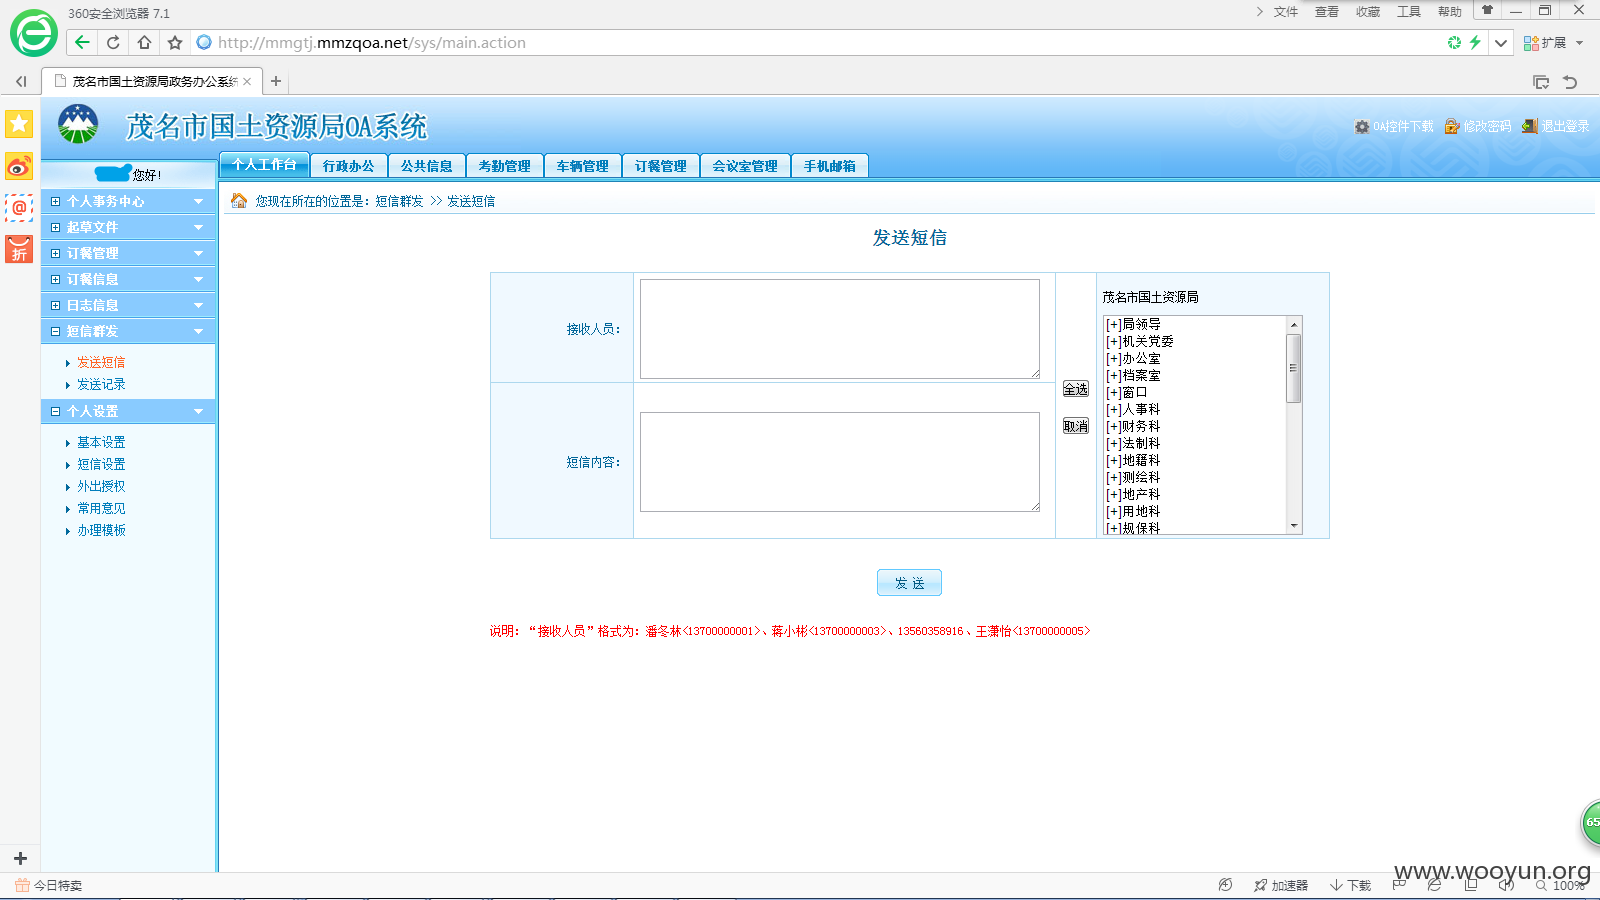 360安全浏览器 7.1
文件 查看 收藏 工具 帮助
http://mmgtj.mmzqoa.net/sys/main.action
扩展
茂名市国土资源局政务办公系统
茂名市国土资源局OA系统
OA控件下载 修改密码 退出登录
您好!
个人工作台 行政办公 公共信息 考勤管理 车辆管理 订餐管理 会议室管理 手机邮箱
您现在所在的位置是：短信群发 >> 发送短信
个人事务中心
起草文件
订餐管理
订餐信息
日志信息
短信群发
发送短信
发送记录
个人设置
基本设置
短信设置
外出授权
常用意见
办理模板
发送短信
接收人员：
短信内容：
全选
取消
茂名市国土资源局
[+]局领导
[+]机关党委
[+]办公室
[+]档案室
[+]窗口
[+]人事科
[+]财务科
[+]法制科
[+]地籍科
[+]测绘科
[+]地产科
[+]用地科
[+]规保科
发 送
说明：“接收人员”格式为：潘冬林<13700000001>、蒋小彬<13700000003>、13560358916、王潇怡<13700000005>
65
www.wooyun.org
今日特卖
加速器 下载 100%